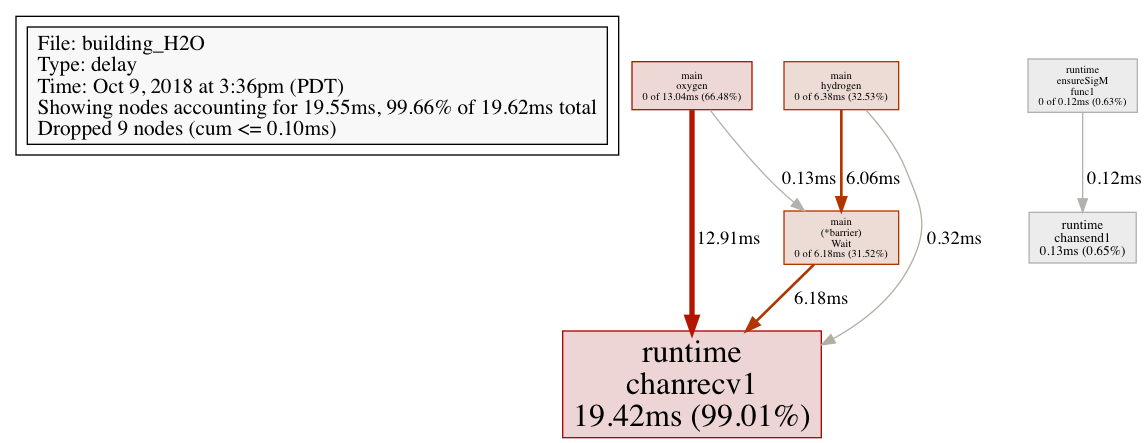 File: building_H2O
Type: delay
Time: Oct 9, 2018 at 3:36pm (PDT)
Showing nodes accounting for 19.55ms, 99.66% of 19.62ms total
Dropped 9 nodes (cum <= 0.10ms)
main
oxygen
0 of 13.04ms (66.48%)
main
hydrogen
0 of 6.38ms (32.53%)
runtime
ensureSigM
func1
0 of 0.12ms (0.63%)
0.13ms
6.06ms
0.12ms
12.91ms
main
(*barrier)
Wait
0 of 6.18ms (31.52%)
0.32ms
runtime
chansend1
0.13ms (0.65%)
6.18ms
runtime
chanrecv1
19.42ms (99.01%)